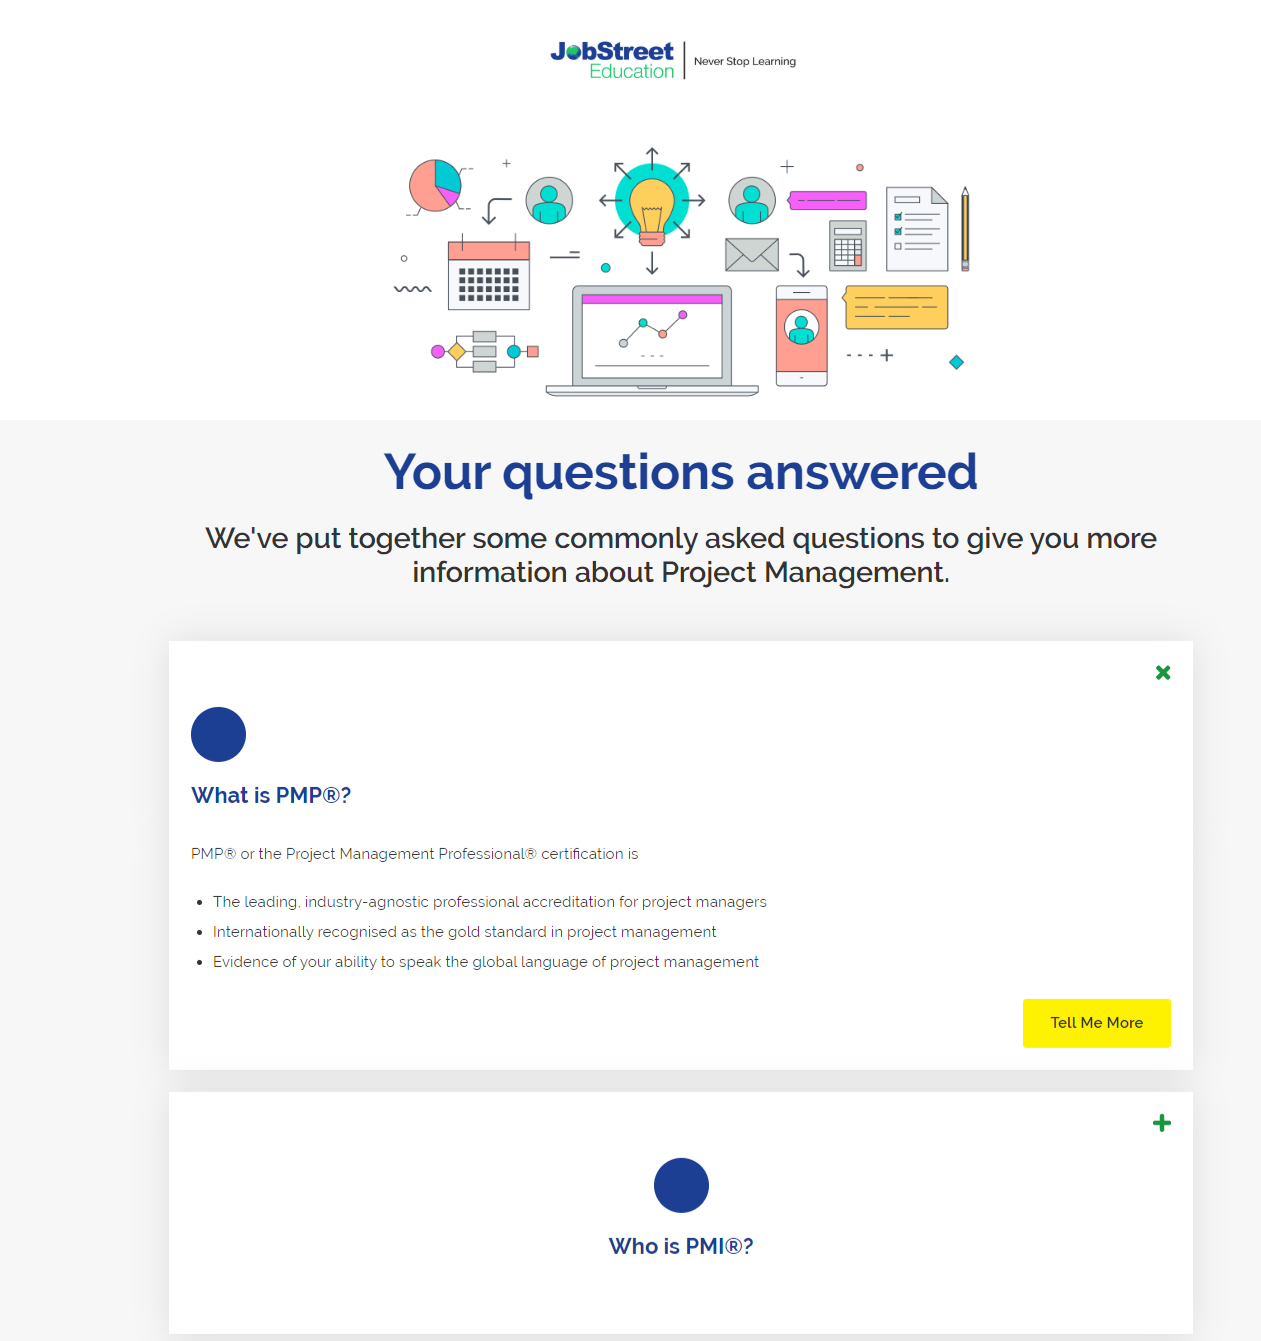 JobStreet
Education
Never Stop Learning
Your questions answered
We've put together some commonly asked questions to give you more
information about Project Management.
What is PMP®?
PMP® or the Project Management Professional® certification is
• The leading, industry-agnostic professional accreditation for project managers
• Internationally recognised as the gold standard in project management
• Evidence of your ability to speak the global language of project management
Tell Me More
Who is PMI®?